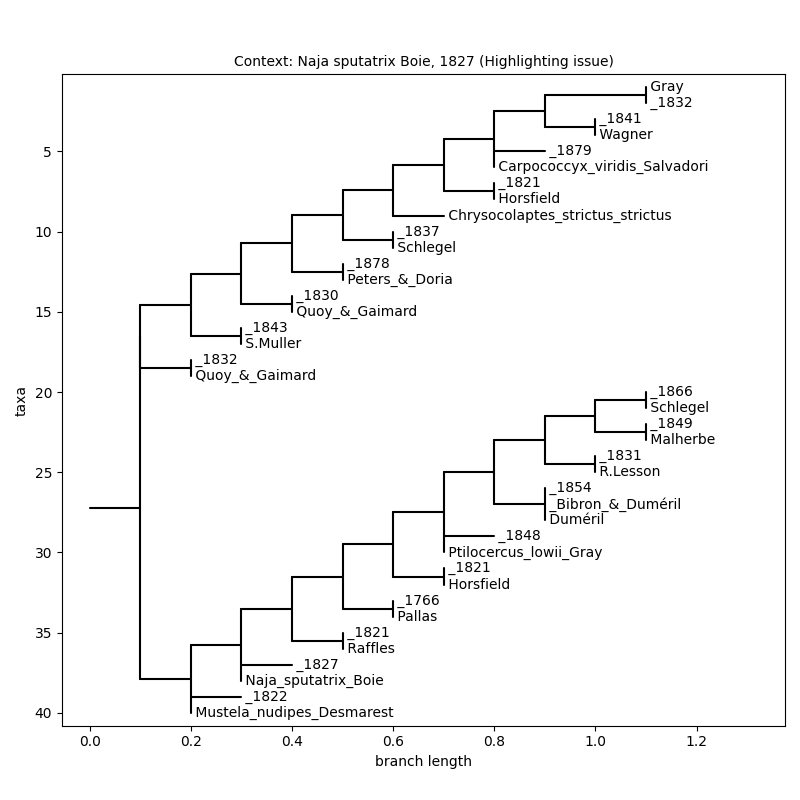 Context: Naja sputatrix Boie, 1827 (Highlighting issue)
Gray
_1832
_1841
Wagner
_1879
Carpococcyx_viridis_Salvadori
_1821
Horsfield
Chrysocolaptes_strictus_strictus
_1837
Schlegel
_1878
Peters_&_Doria
_1830
Quoy_&_Gaimard
_1843
S.Muller
_1832
Quoy_&_Gaimard
_1866
Schlegel
_1849
Malherbe
_1831
R.Lesson
_1854
_Bibron_&_Duméril
Duméril
_1848
Ptilocercus_lowii_Gray
_1821
Horsfield
_1766
Pallas
_1821
Raffles
_1827
Naja_sputatrix_Boie
_1822
Mustela_nudipes_Desmarest
5
10
15
20
25
30
35
40
taxa
0.0 0.2 0.4 0.6 0.8 1.0 1.2
branch length